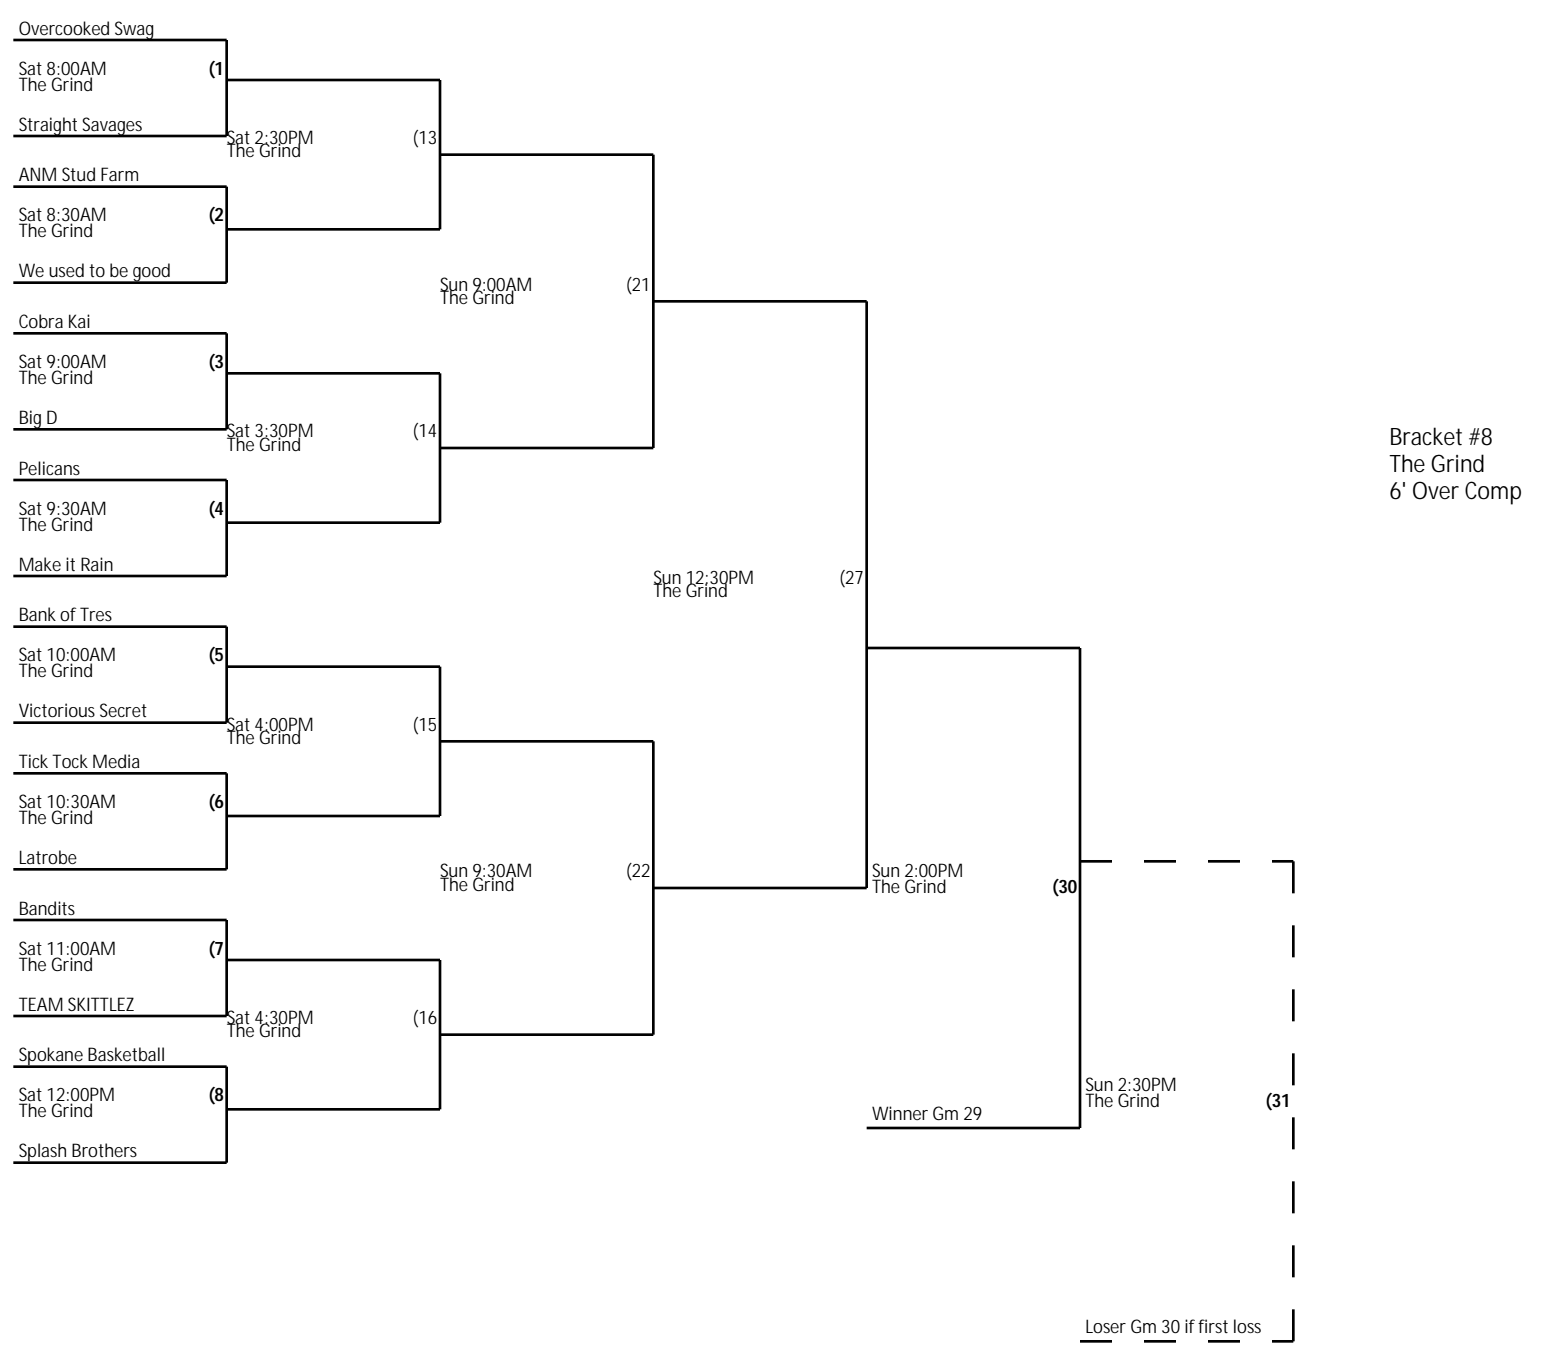 Overcooked Swag
Sat 8:00AM (1
The Grind
Straight Savages
Sat 2:30PM (13
The Grind
ANM Stud Farm
Sat 8:30AM (2
The Grind
We used to be good
Sun 9:00AM (21
The Grind
Cobra Kai
Sat 9:00AM (3
The Grind
Big D
Sat 3:30PM (14
The Grind
Pelicans
Sat 9:30AM (4
The Grind
Make it Rain
Sun 12:30PM (27
The Grind
Bank of Tres
Sat 10:00AM (5
The Grind
Victorious Secret
Sat 4:00PM (15
The Grind
Tick Tock Media
Sat 10:30AM (6
The Grind
Latrobe
Sun 9:30AM (22
The Grind
Sun 2:00PM
The Grind (30
Bandits
Sat 11:00AM (7
The Grind
TEAM SKITTLEZ
Sat 4:30PM (16
The Grind
Spokane Basketball
Sat 12:00PM (8
The Grind
Splash Brothers
Winner Gm 29
Sun 2:30PM
The Grind (31
Loser Gm 30 if first loss
Bracket #8
The Grind
6' Over Comp